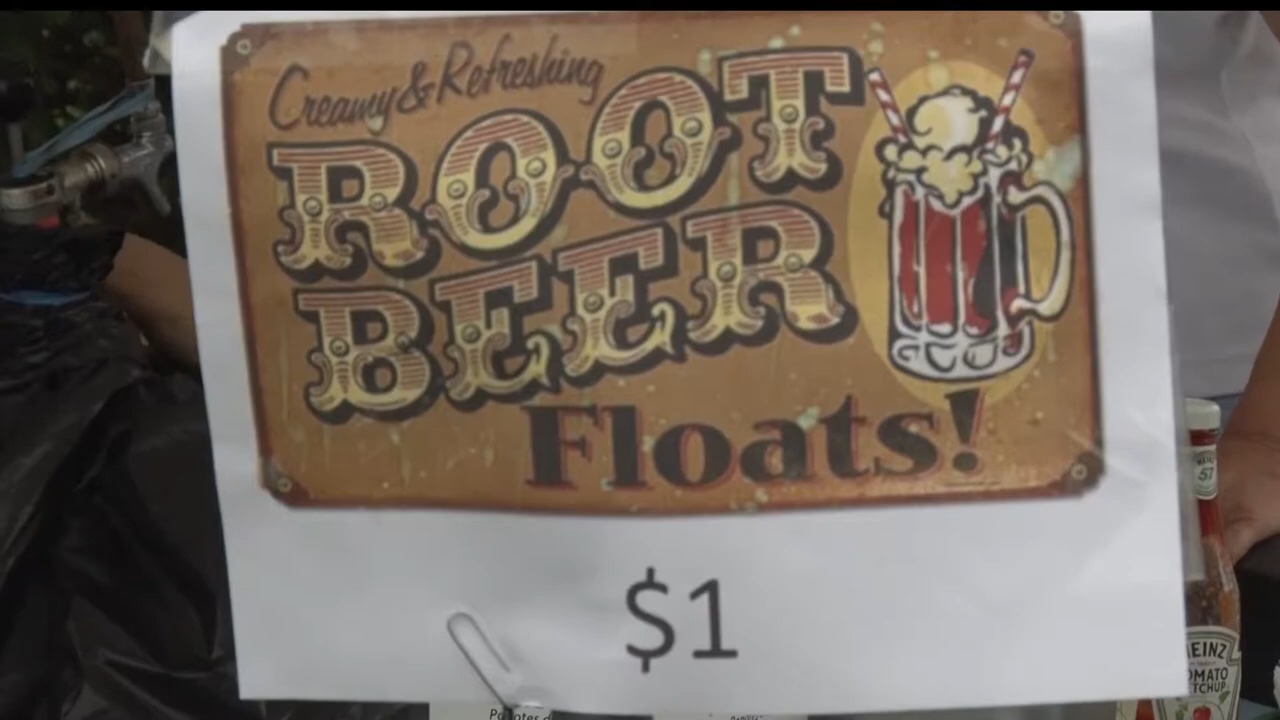 Creamy & Refreshing
ROOT
BEER
Floats!
$1
57
HEINZ
TOMATO
KETCHUP